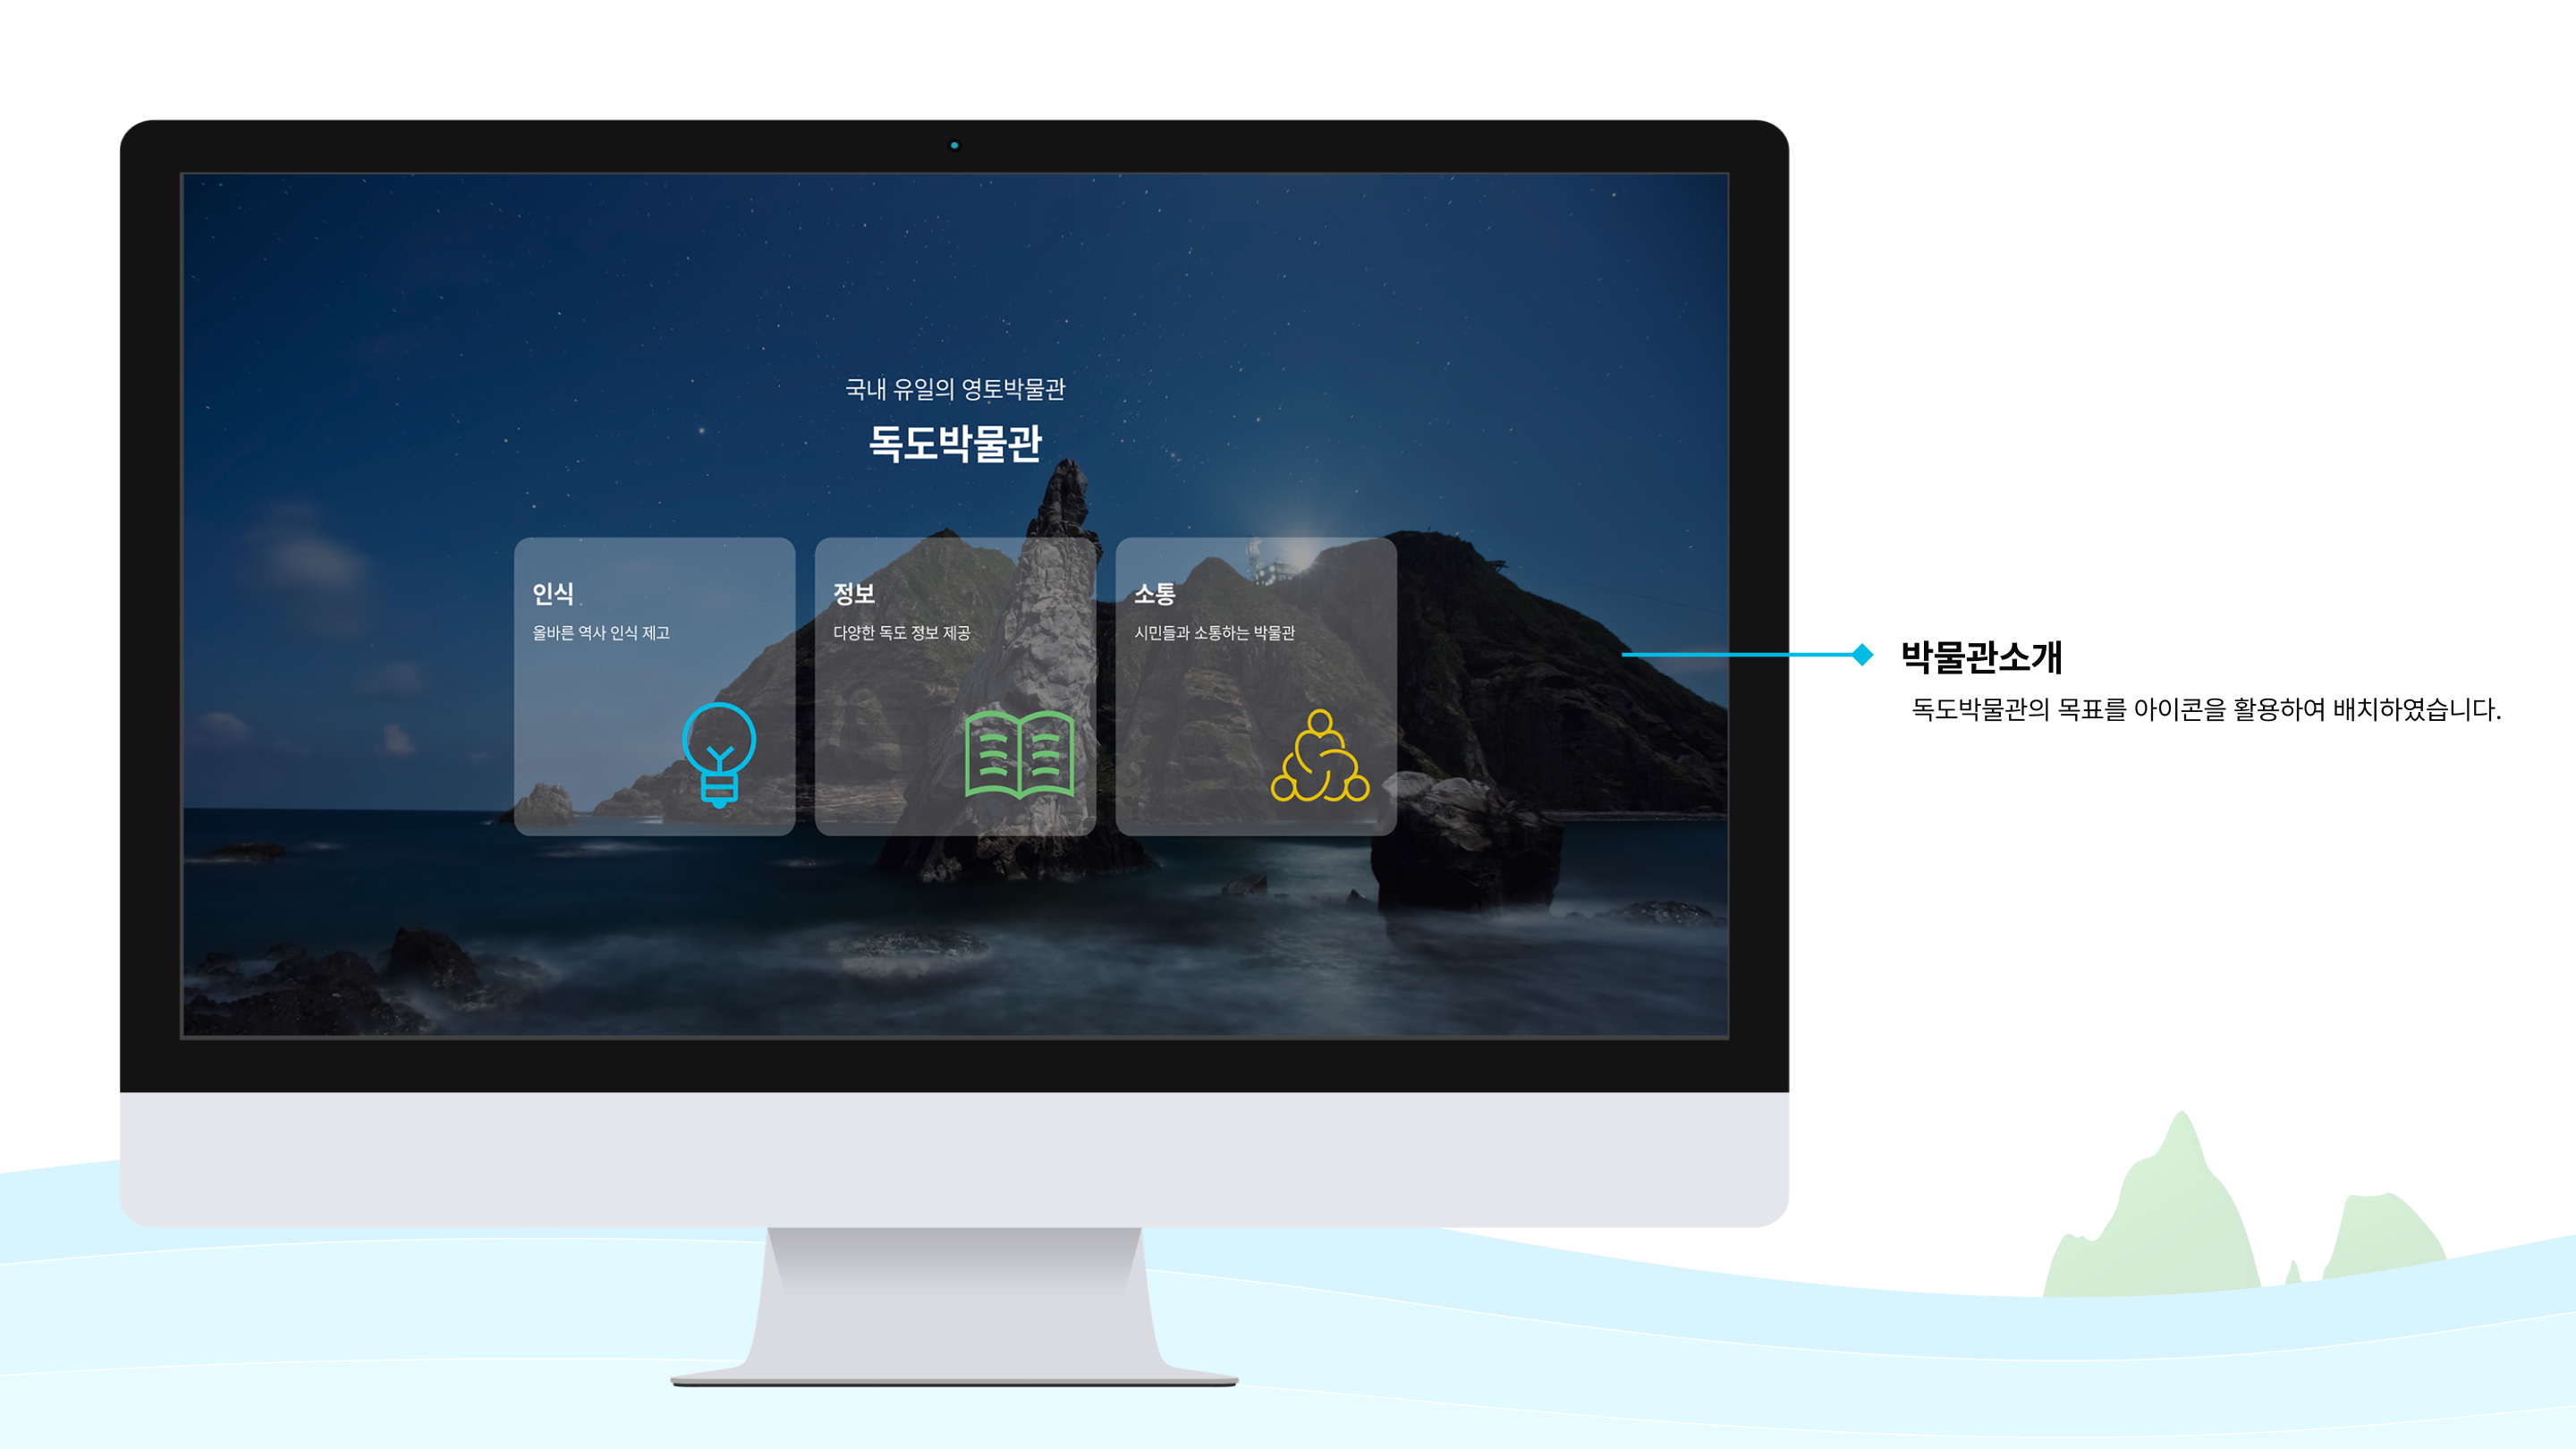 국내 유일의 영토박물관
독도박물관
인식
올바른 역사 인식 제고
정보
다양한 독도 정보 제공
소통
시민들과 소통하는 박물관
박물관소개
독도박물관의 목표를 아이콘을 활용하여 배치하였습니다.